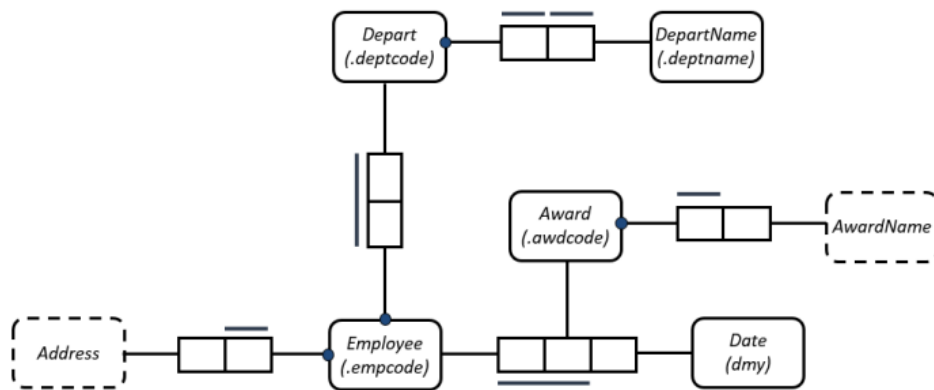 Depart
(.deptcode)
DepartName
(.deptname)
Award
(.awdcode)
AwardName
Address
Employee
(.empcode)
Date
(dmy)